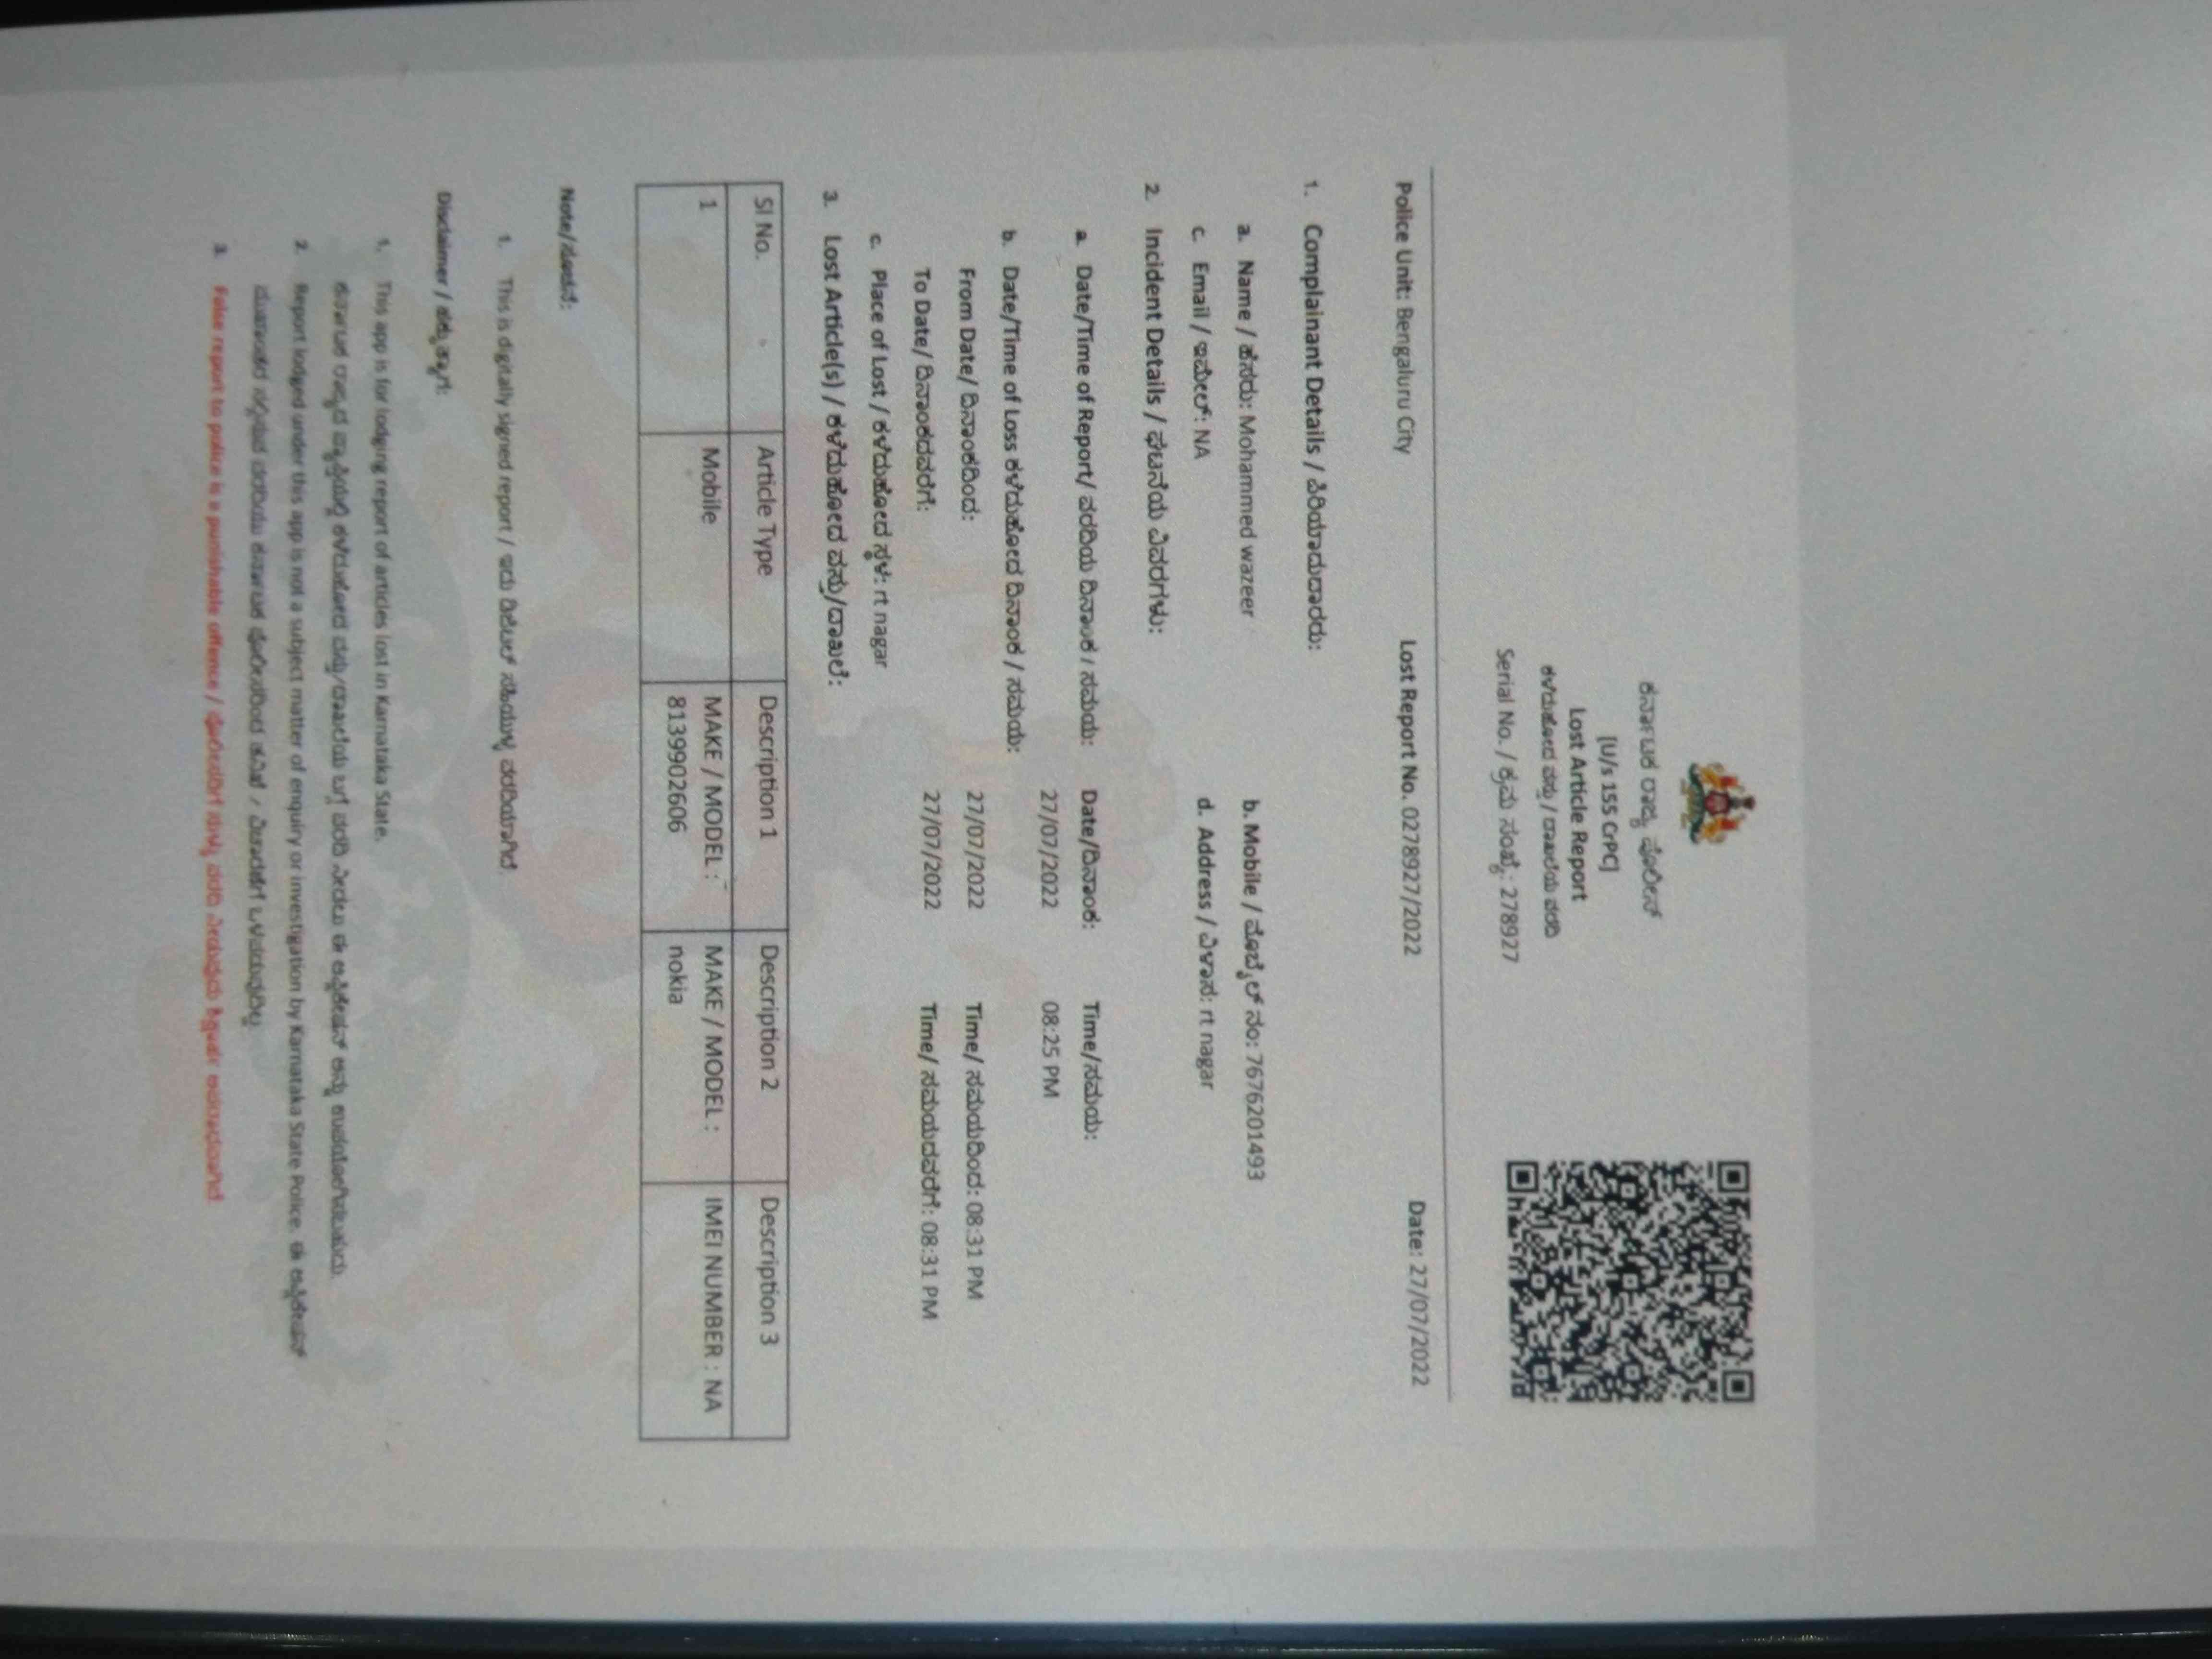 ಕರ್ನಾಟಕ ರಾಜ್ಯ ಪೊಲೀಸ್
[U/s 155 CrPC]
Lost Article Report
ಕಳೆದುಹೋದ ವಸ್ತು / ದಾಖಲೆಯ ವರದಿ
Serial No. / ಕ್ರಮ ಸಂಖ್ಯೆ: 278927
Police Unit: Bengaluru City Lost Report No. 0278927/2022 Date: 27/07/2022
1. Complainant Details / ಪಿರಿಯಾದುದಾರರು:
a. Name / ಹೆಸರು: Mohammed wazeer b. Mobile / ಮೊಬೈಲ್ ನಂ: 7676201493
c. Email / ಇಮೇಲ್: NA d. Address / ವಿಳಾಸ: rt nagar
2. Incident Details / ಘಟನೆಯ ವಿವರಗಳು:
a. Date/Time of Report/ ವರದಿಯ ದಿನಾಂಕ / ಸಮಯ: Date/ದಿನಾಂಕ: Time/ಸಮಯ:
27/07/2022 08:25 PM
b. Date/Time of Loss ಕಳೆದುಹೋದ ದಿನಾಂಕ / ಸಮಯ:
From Date/ ದಿನಾಂಕದಿಂದ: 27/07/2022 Time/ ಸಮಯದಿಂದ: 08:31 PM
To Date/ ದಿನಾಂಕದವರೆಗೆ: 27/07/2022 Time/ ಸಮಯದವರೆಗೆ: 08:31 PM
c. Place of Lost / ಕಳೆದುಹೋದ ಸ್ಥಳ: rt nagar
3. Lost Article(s) / ಕಳೆದುಹೋದ ವಸ್ತು/ದಾಖಲೆ:
Sl No. Article Type Description 1 Description 2 Description 3
1 Mobile MAKE / MODEL : MAKE / MODEL : IMEI NUMBER : NA
8139902606 nokia
Note/ಸೂಚನೆ:
1. This is digitally signed report / ಇದು ಡಿಜಿಟಲ್ ಸಹಿಯುಳ್ಳ ವರದಿಯಾಗಿದೆ.
Disclaimer / ಹಕ್ಕು ತ್ಯಾಗ:
1. This app is for lodging report of articles lost in Karnataka State.
ಕರ್ನಾಟಕ ರಾಜ್ಯದ ವ್ಯಾಪ್ತಿಯಲ್ಲಿ ಕಳೆದುಹೋದ ವಸ್ತು/ದಾಖಲೆಯ ಬಗ್ಗೆ ವರದಿ ನೀಡಲು ಈ ಅಪ್ಲಿಕೇಷನ್ ಅನ್ನು ಉಪಯೋಗಿಸಬಹುದು.
2. Report lodged under this app is not a subject matter of enquiry or investigation by Karnataka State Police. ಈ ಅಪ್ಲಿಕೇಷನ್
ಮೂಲಕ ಸಲ್ಲಿಸಿದ ವರದಿಯು ಕರ್ನಾಟಕ ಪೊಲೀಸರಿಂದ ತನಿಖೆ / ವಿಚಾರಣೆಗೆ ಒಳಪಡುವುದಿಲ್ಲ.
3. False report to police is a punishable offence / ಪೊಲೀಸರಿಗೆ ಸುಳ್ಳು ವರದಿ ನೀಡುವುದು ಶಿಕ್ಷಾರ್ಹ ಅಪರಾಧವಾಗಿದೆ.